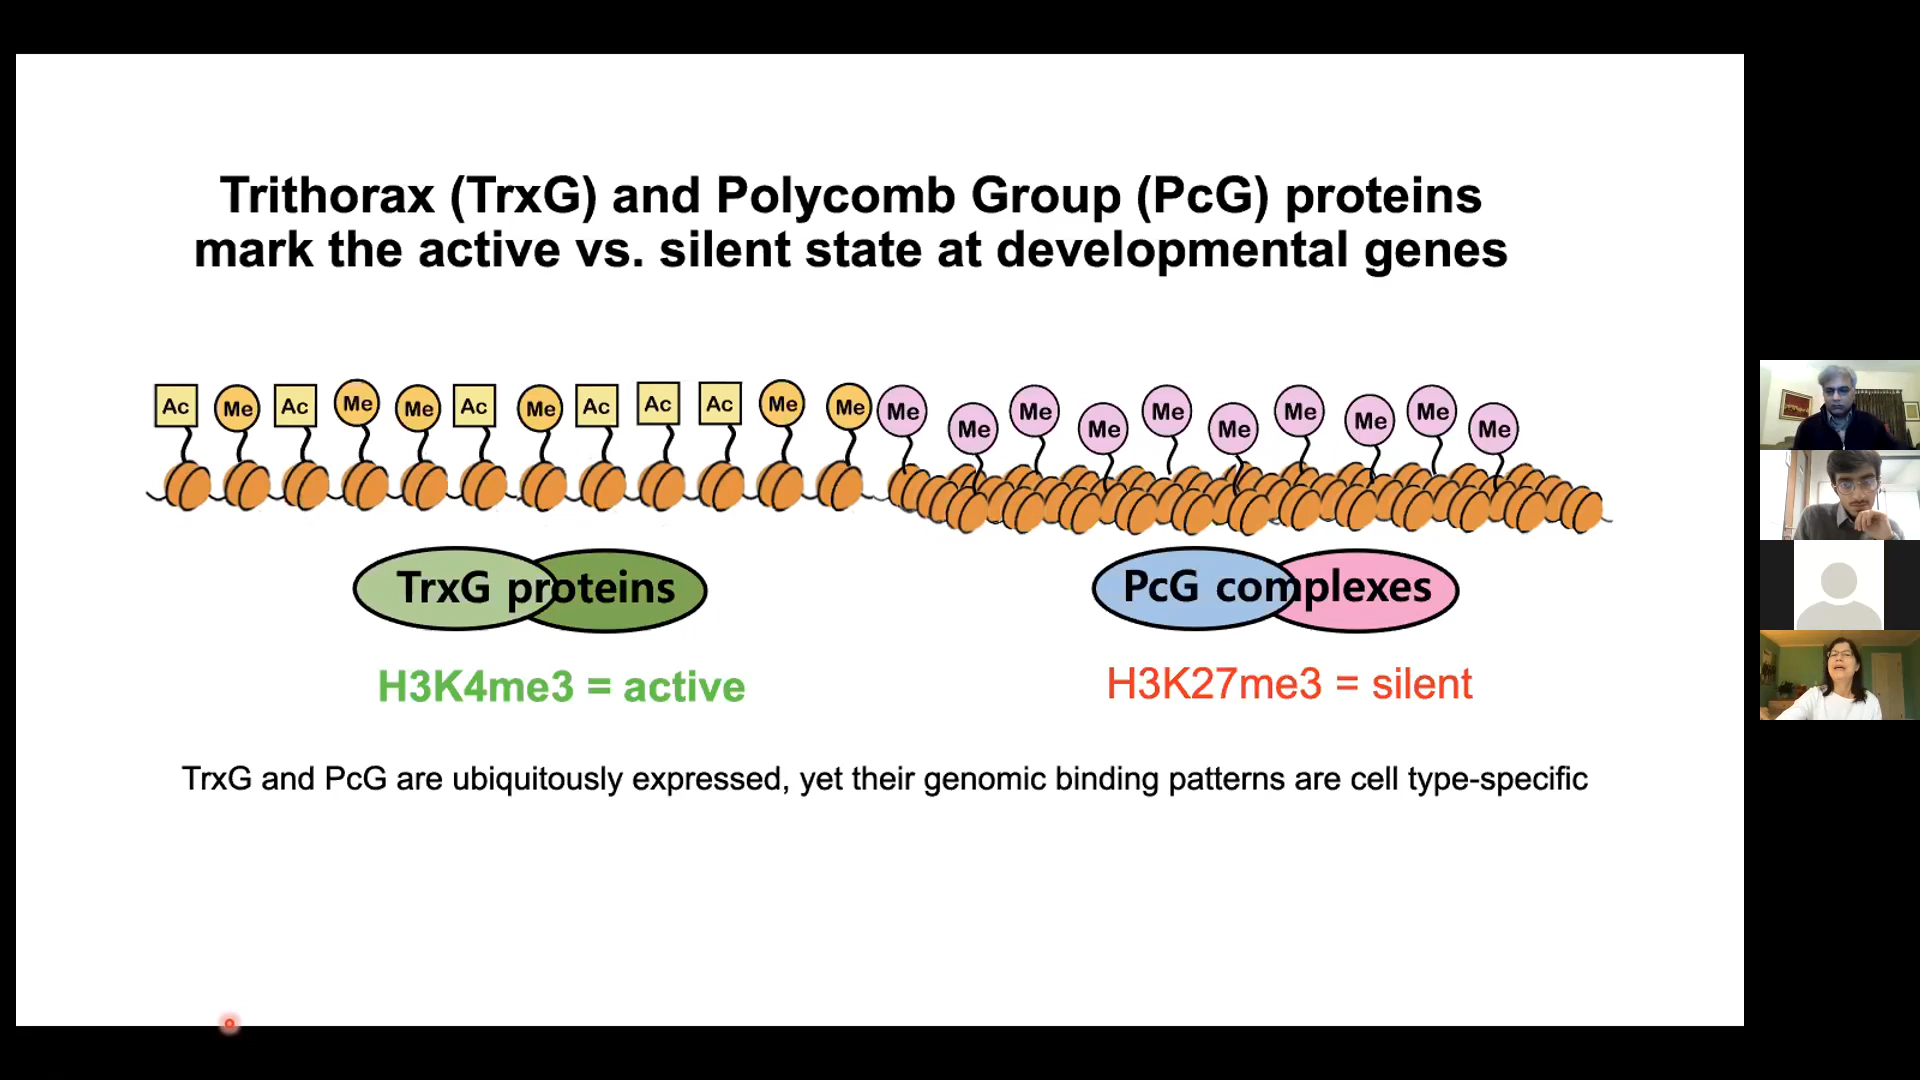 Trithorax (TrxG) and Polycomb Group (PcG) proteins
mark the active vs. silent state at developmental genes
Ac Me Ac Me Me Ac Me Ac Ac Ac Me Me Me Me Me Me Me Me Me Me Me Me
TrxG proteins PcG complexes
H3K4me3 = active H3K27me3 = silent
TrxG and PcG are ubiquitously expressed, yet their genomic binding patterns are cell type-specific